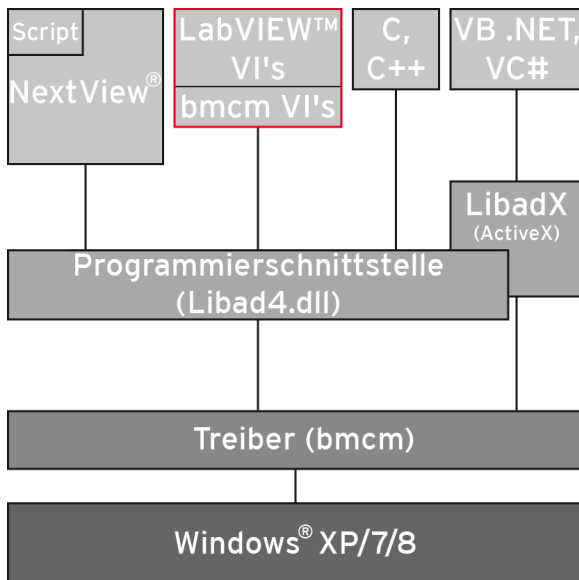 Script
NextView®
LabVIEW™
VI's
bmcm VI's
C,
C++
VB .NET,
VC#
LibadX
(ActiveX)
Programmierschnittstelle
(Libad4.dll)
Treiber (bmcm)
Windows® XP/7/8